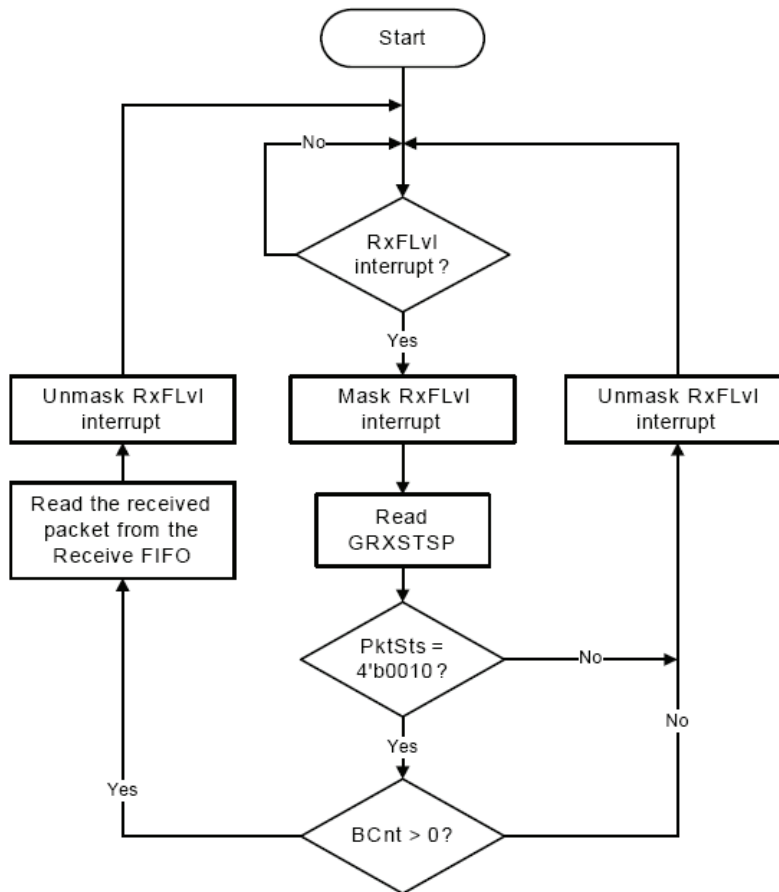 Start
No
RxFLvl
interrupt ?
Yes
Unmask RxFLvl
interrupt
Mask RxFLvl
interrupt
Unmask RxFLvl
interrupt
Read the received
packet from the
Receive FIFO
Read
GRXSTSP
PktSts =
4'b0010 ?
No
No
Yes
Yes
BCnt > 0?